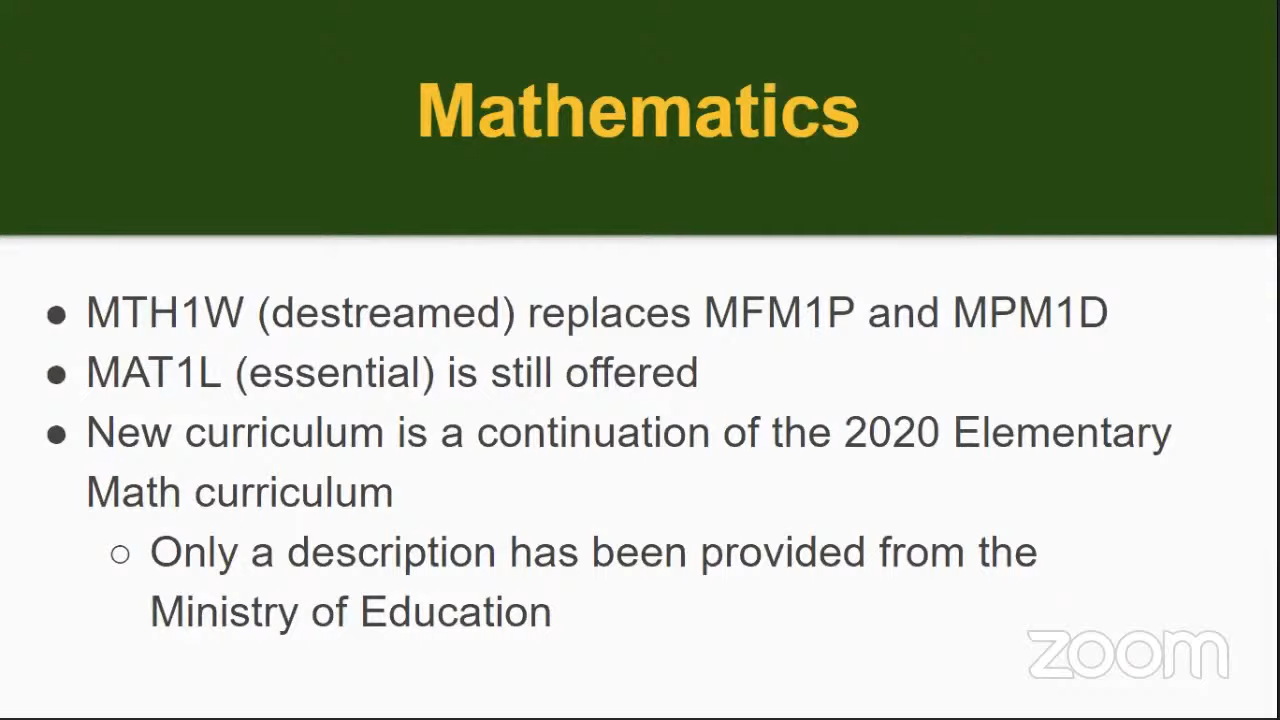 Mathematics
● MTH1W (destreamed) replaces MFM1P and MPM1D
● MAT1L (essential) is still offered
● New curriculum is a continuation of the 2020 Elementary
Math curriculum
○ Only a description has been provided from the
Ministry of Education
zoom